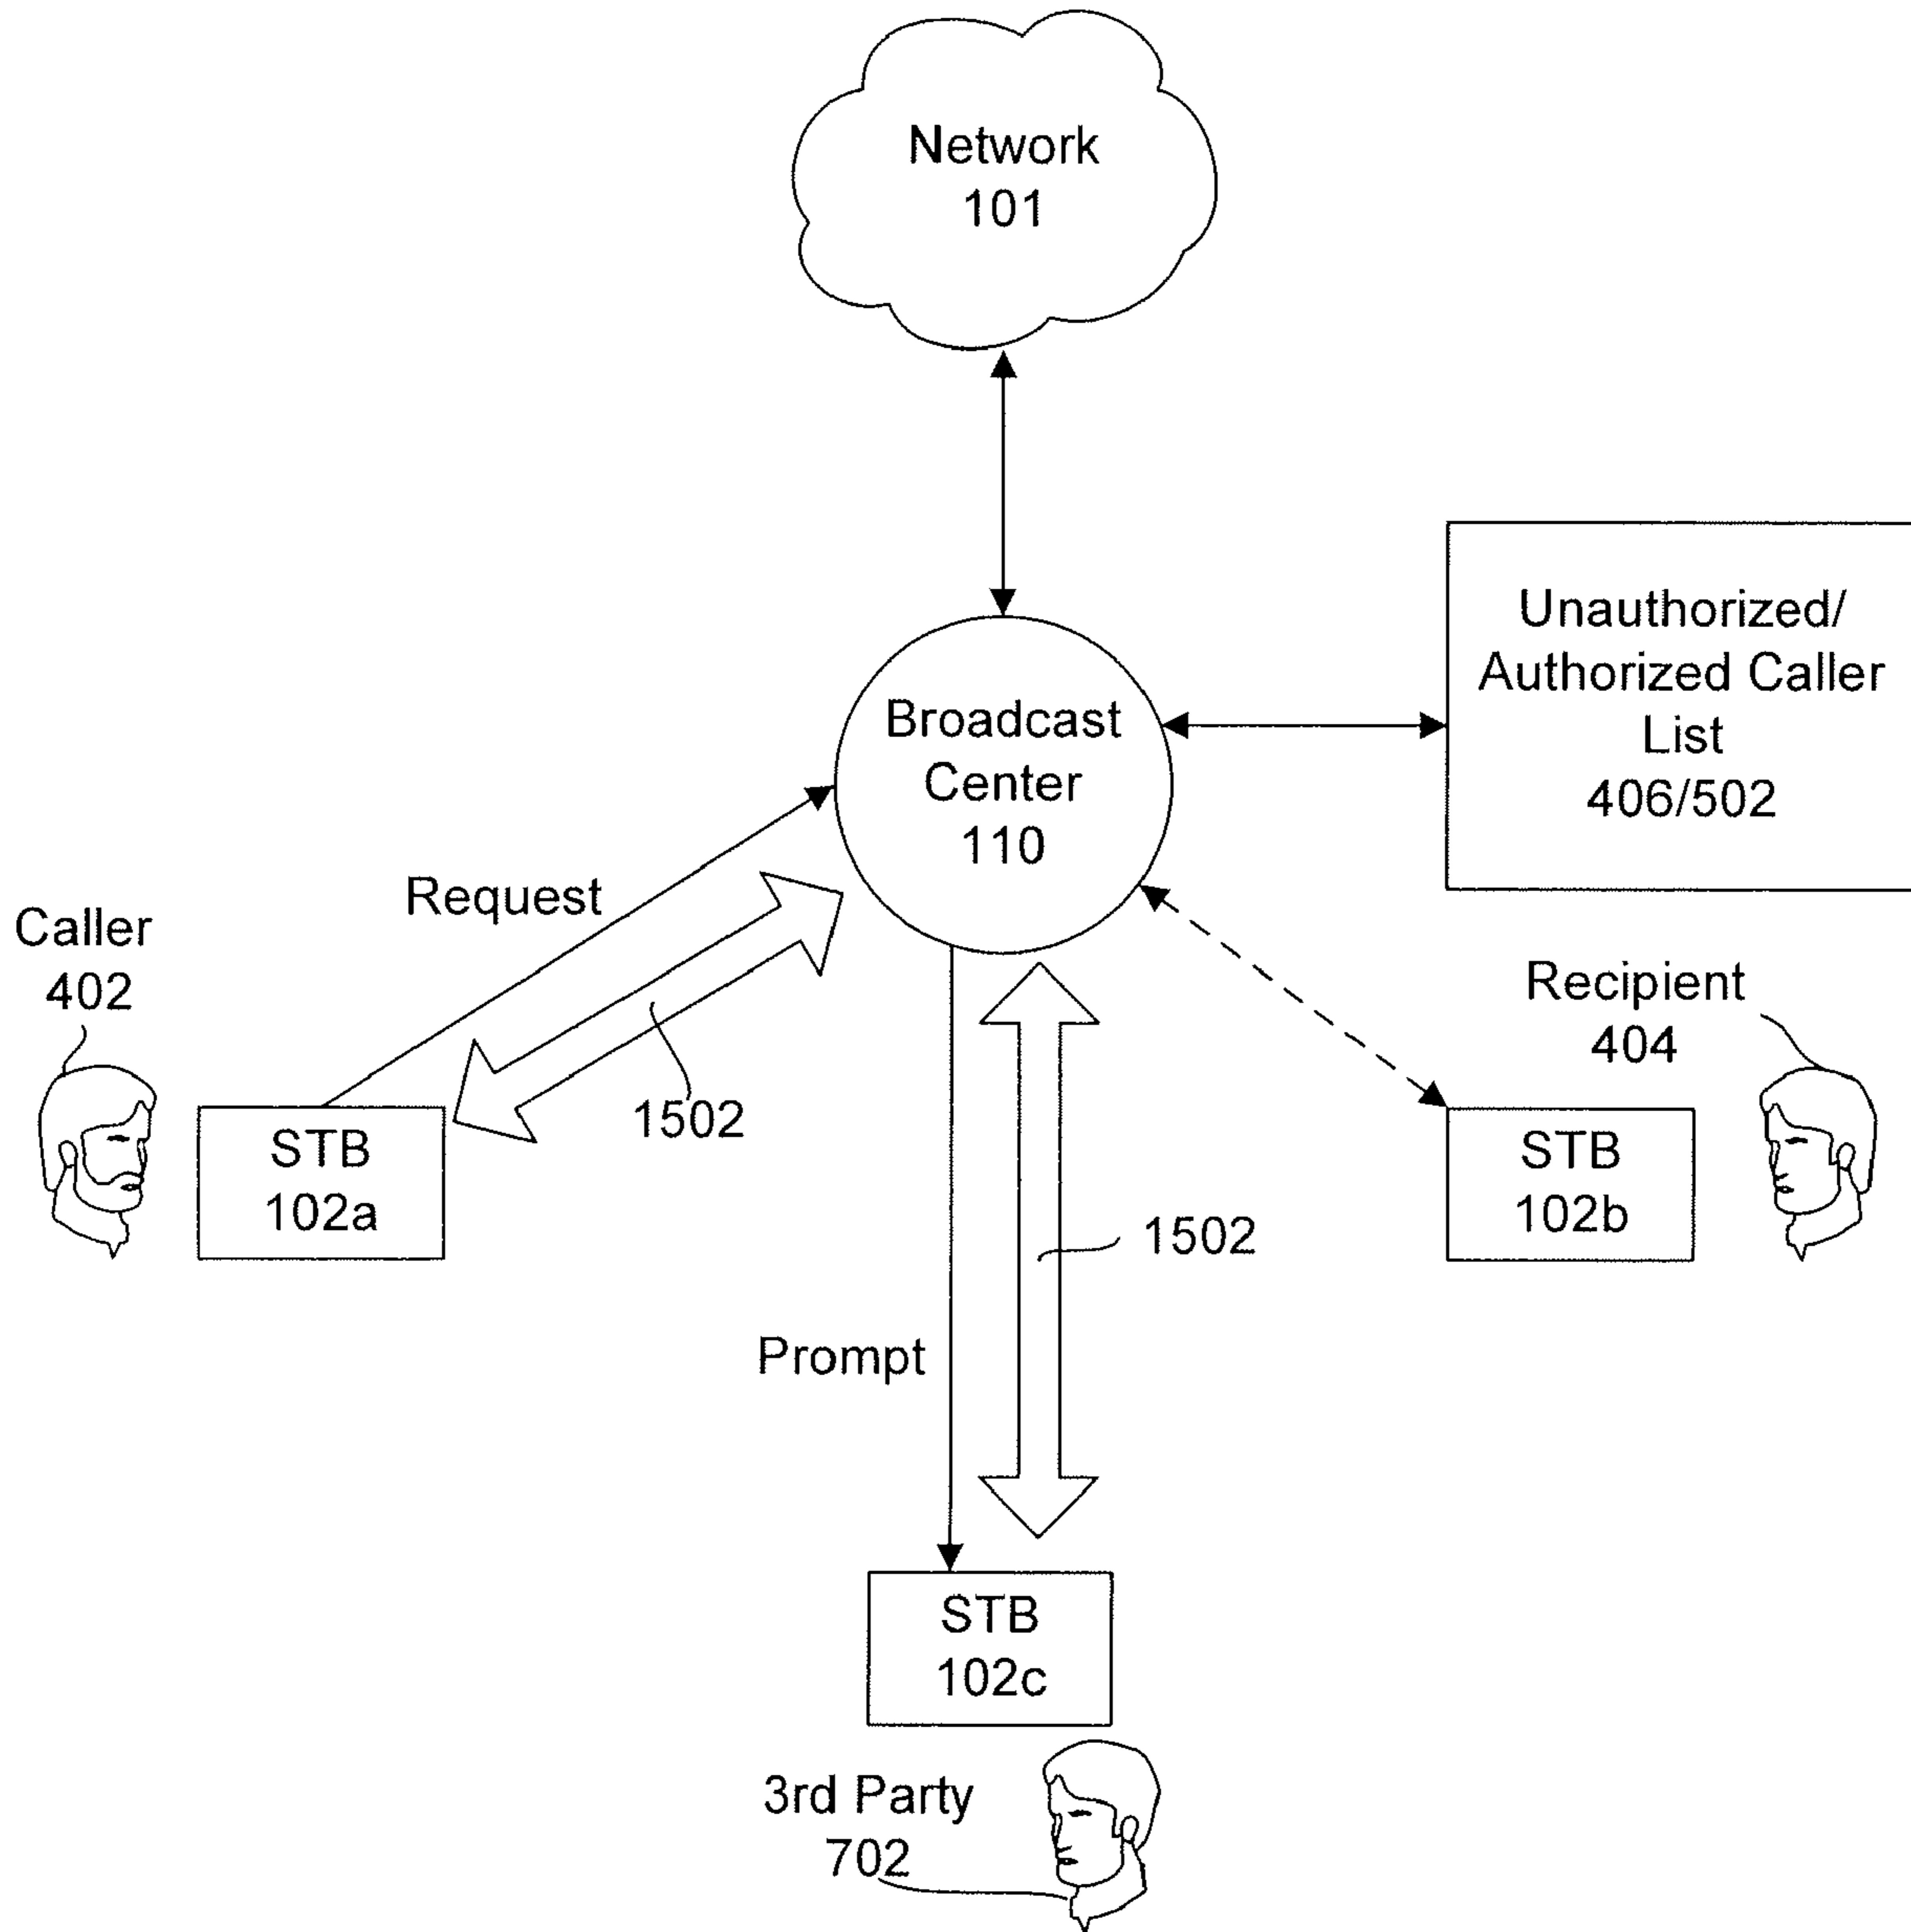 Network
101
Unauthorized/
Authorized Caller
List
406/502
Broadcast
Center
110
Request
Caller
402
Recipient
404
1502
STB
102a
STB
102b
1502
Prompt
STB
102c
3rd Party
702